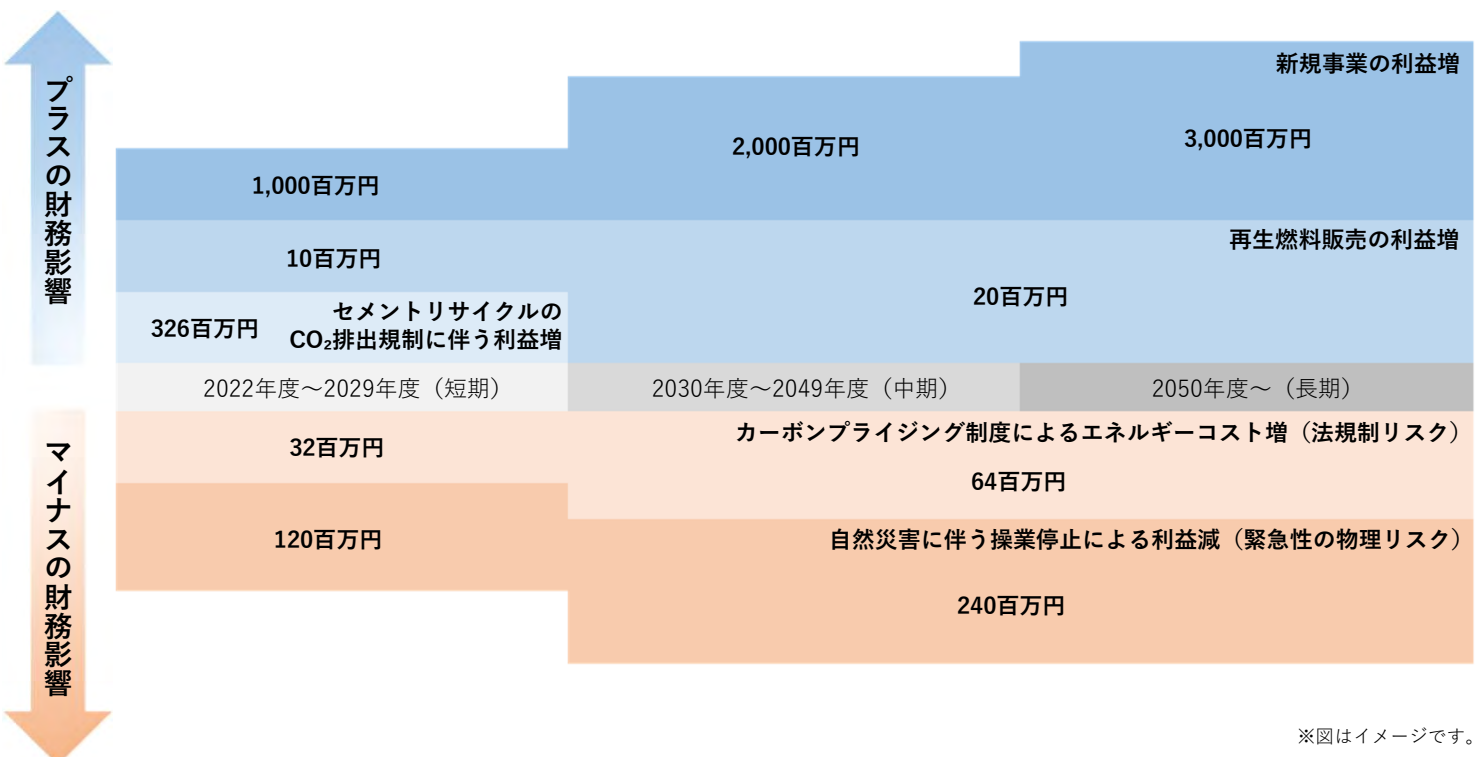 プラスの財務影響
新規事業の利益増
1,000百万円
2,000百万円
3,000百万円
再生燃料販売の利益増
10百万円
20百万円
326百万円
セメントリサイクルの
CO₂排出規制に伴う利益増
2022年度～2029年度（短期）
2030年度～2049年度（中期）
2050年度～（長期）
マイナスの財務影響
カーボンプライジング制度によるエネルギーコスト増（法規制リスク）
32百万円
64百万円
自然災害に伴う操業停止による利益減（緊急性の物理リスク）
120百万円
240百万円
※図はイメージです。